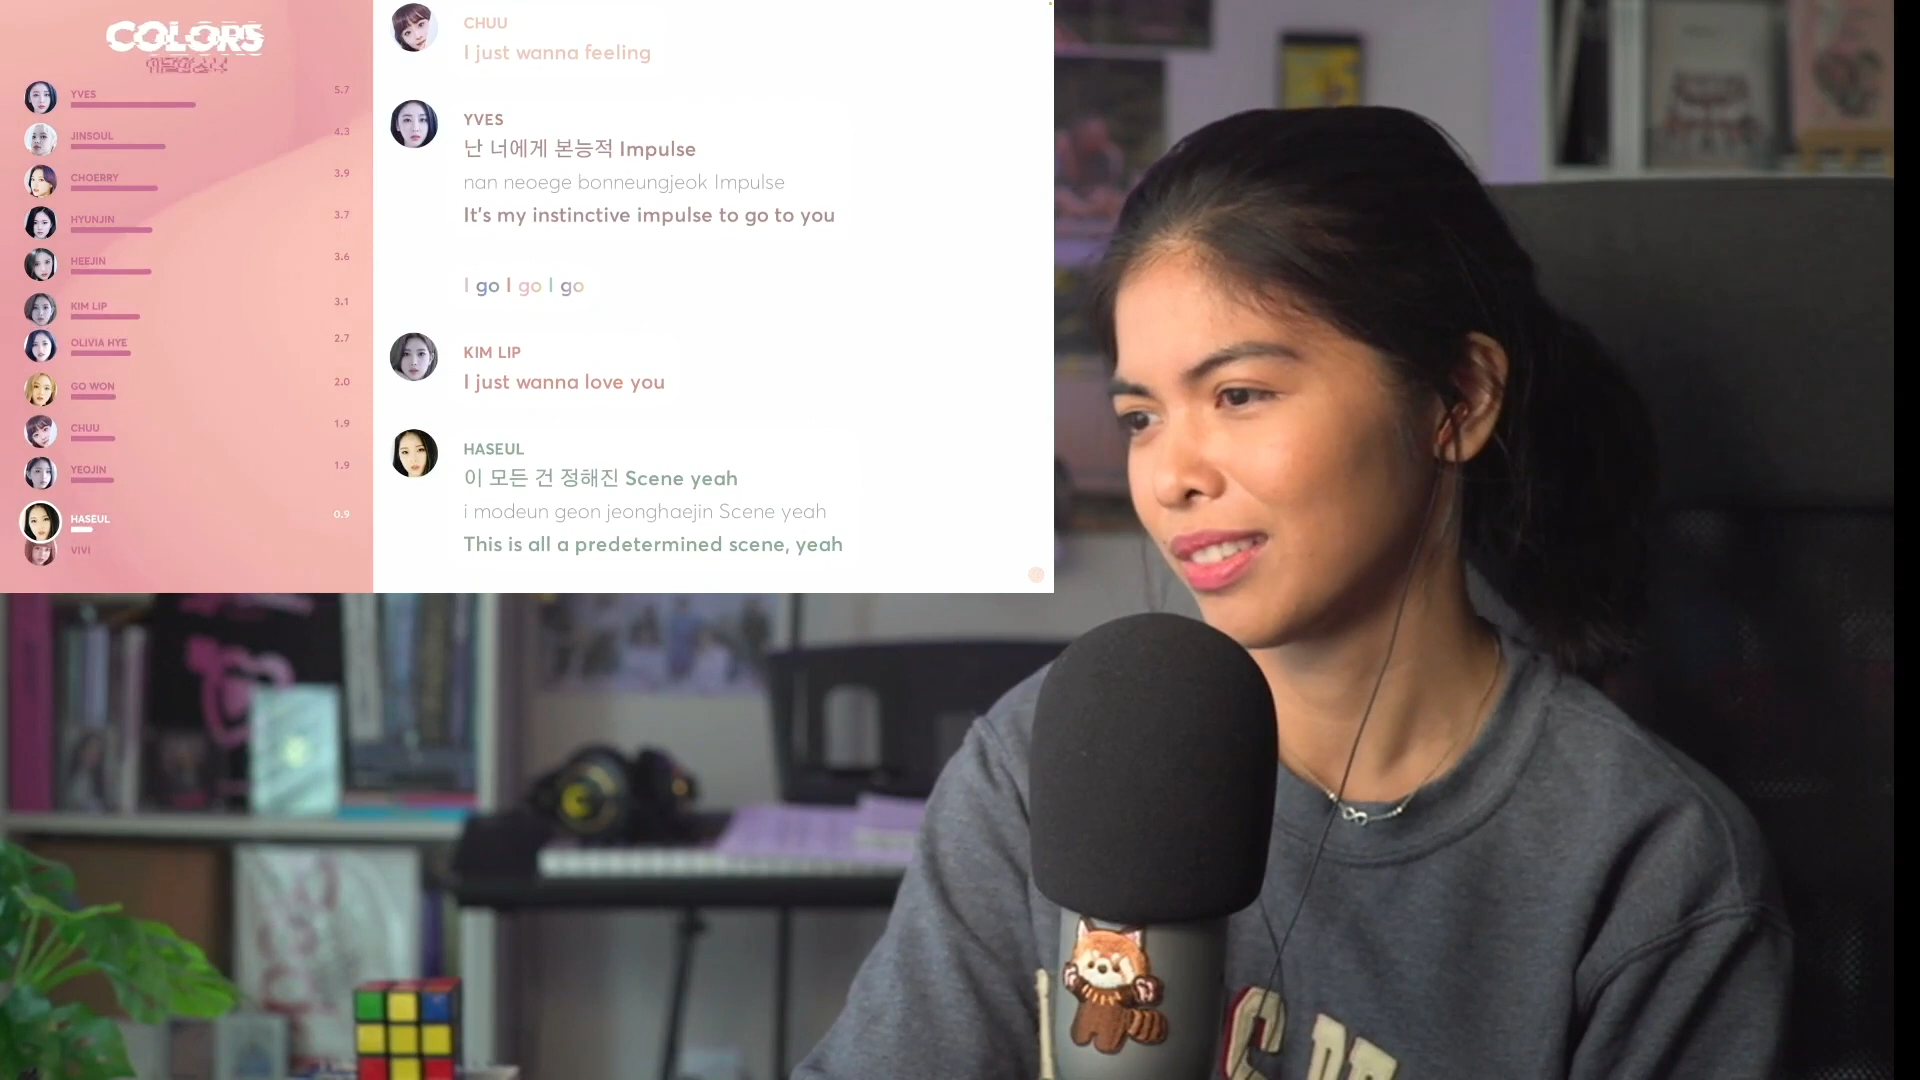 COLORS
YVES
5.7
JINSOUL
4.3
CHOERRY
3.9
HYUNJIN
3.7
HEEJIN
3.6
KIM LIP
3.1
OLIVIA HYE
2.7
GO WON
2.0
CHUU
1.9
YEOJIN
1.9
HASEUL
0.9
VIVI
CHUU
I just wanna feeling
YVES
난 너에게 본능적 Impulse
nan neoege bonneungjeok Impulse
It's my instinctive impulse to go to you
I go I go I go
KIM LIP
I just wanna love you
HASEUL
이 모든 건 정해진 Scene yeah
i modeun geon jeonghaejin Scene yeah
This is all a predetermined scene, yeah